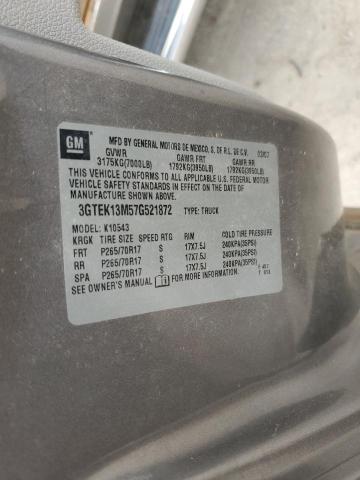 GM
MFD BY GENERAL MOTORS DE MEXICO, S. DE R.L. DE C.V. 03/07
GVWR GAWR FRT GAWR RR
3175KG(7000LB) 1792KG(3950LB) 1792KG(3950LB)
THIS VEHICLE CONFORMS TO ALL APPLICABLE U.S. FEDERAL MOTOR
VEHICLE SAFETY STANDARDS IN EFFECT ON THE DATE OF
MANUFACTURE SHOWN ABOVE.
3GTEK13M57G521872 TYPE: TRUCK
MODEL: K10543
KRGK TIRE SIZE SPEED RTG RIM COLD TIRE PRESSURE
FRT P265/70R17 S 17X7.5J 240KPA(35PSI)
RR P265/70R17 S 17X7.5J 240KPA(35PSI)
SPA P265/70R17 S 17X7.5J 240KPA(35PSI)
SEE OWNER'S MANUAL FOR MORE INFORMATION.